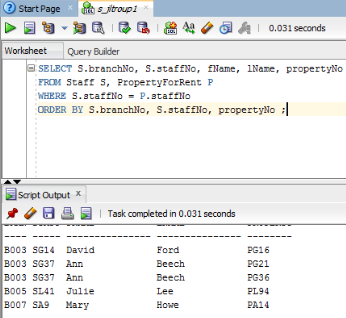 Start Page
s_jltroup1
0.031 seconds
Worksheet Query Builder
SELECT S.branchNo, S.staffNo, fName, lName, propertyNo
FROM Staff S, PropertyForRent P
WHERE S.staffNo = P.staffNo
ORDER BY S.branchNo, S.staffNo, propertyNo ;
Script Output
Task completed in 0.031 seconds
B003 SG14 David Ford PG16
B003 SG37 Ann Beech PG21
B003 SG37 Ann Beech PG36
B005 SL41 Julie Lee PL94
B007 SA9 Mary Howe PA14